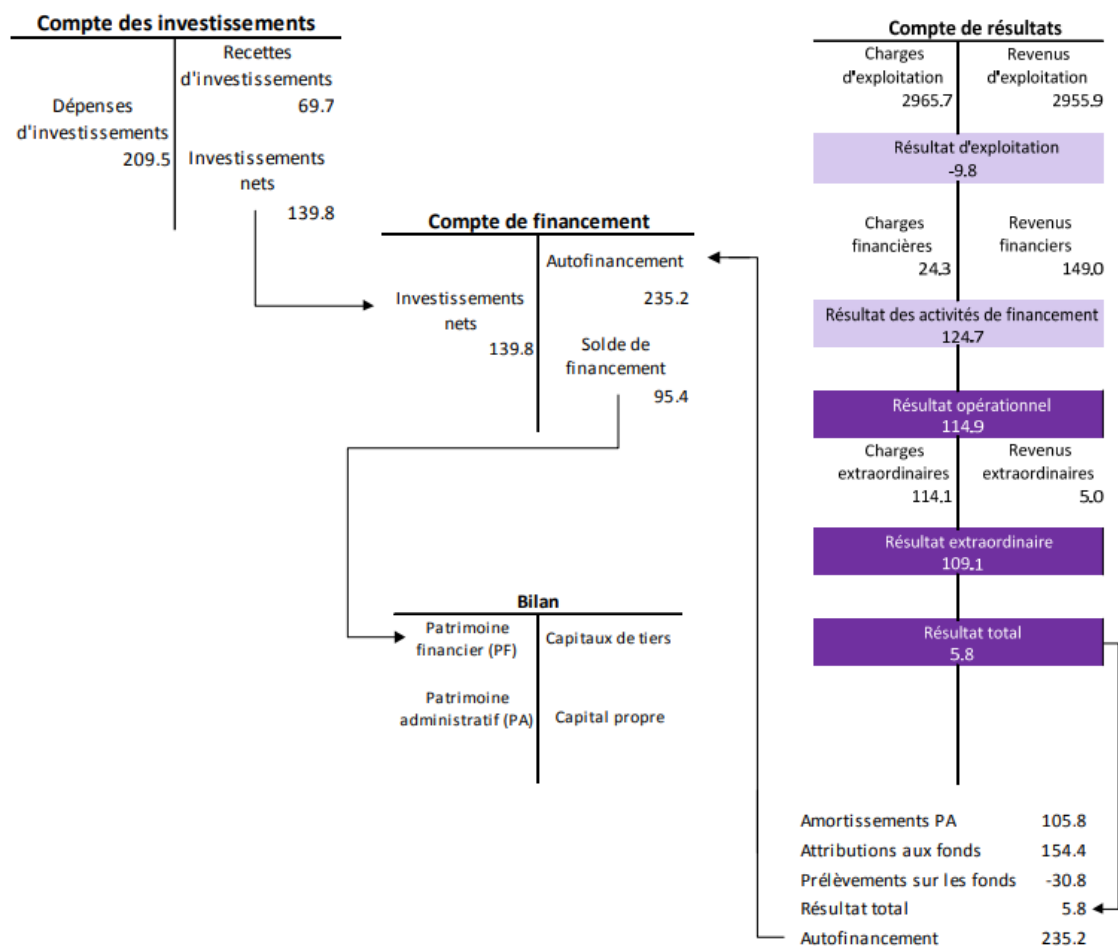 Compte des investissements
Recettes
d'investissements
69.7
Dépenses
d'investissements
209.5
Investissements
nets
139.8
Compte de financement
Autofinancement
235.2
Investissements
nets
139.8
Solde de
financement
95.4
Bilan
Patrimoine
financier (PF)
Capitaux de tiers
Patrimoine
administratif (PA)
Capital propre
Compte de résultats
Charges
d'exploitation
2965.7
Revenus
d'exploitation
2955.9
Résultat d'exploitation
-9.8
Charges
financières
24.3
Revenus
financiers
149.0
Résultat des activités de financement
124.7
Résultat opérationnel
114.9
Charges
extraordinaires
114.1
Revenus
extraordinaires
5.0
Résultat extraordinaire
109.1
Résultat total
5.8
Amortissements PA 105.8
Attributions aux fonds 154.4
Prélèvements sur les fonds -30.8
Résultat total 5.8
Autofinancement 235.2